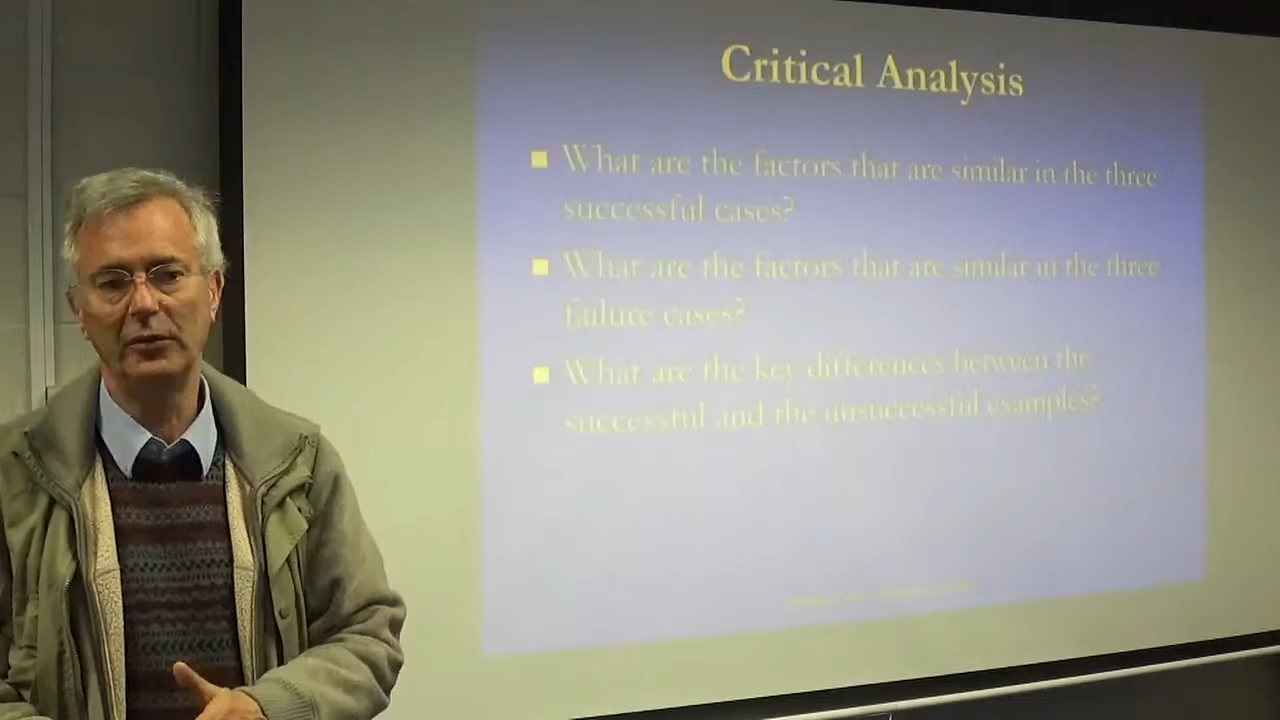 Critical Analysis
What are the factors that are similar in the three
successful cases?
What are the factors that are similar in the three
failure cases?
What are the key differences between the
successful and the unsuccessful examples?